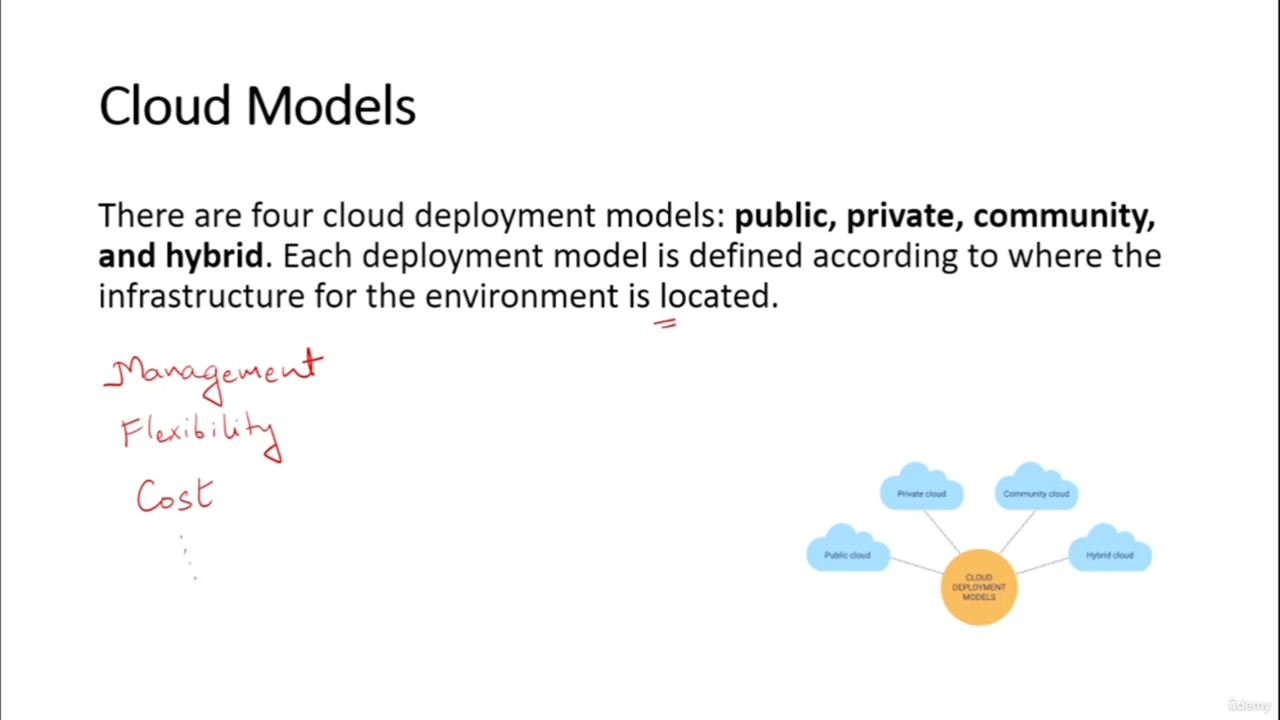 Cloud Models
There are four cloud deployment models: public, private, community,
and hybrid. Each deployment model is defined according to where the
infrastructure for the environment is located.
Management
Flexibility
Cost
Private cloud
Community cloud
Public cloud
Hybrid cloud
CLOUD
DEPLOYMENT
MODELS
ûdemy